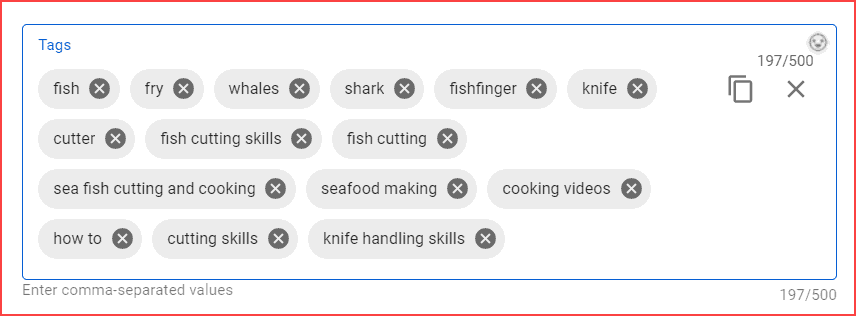 Tags
197/500
fish fry whales shark fishfinger knife
cutter fish cutting skills fish cutting
sea fish cutting and cooking seafood making cooking videos
how to cutting skills knife handling skills
Enter comma-separated values 197/500